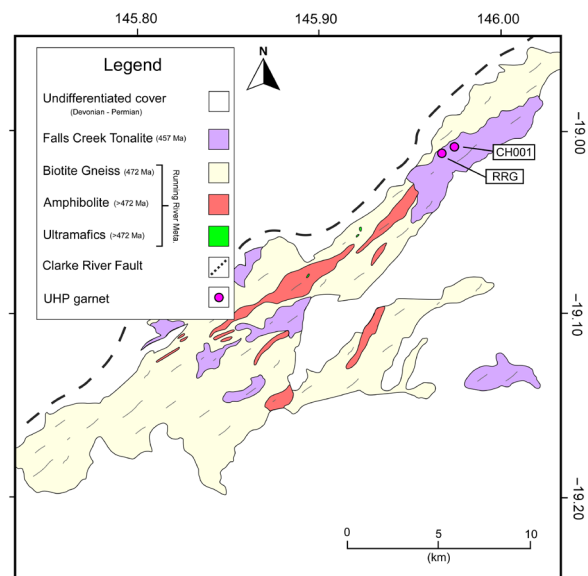 145.80 145.90 146.00
Legend
N
Undifferentiated cover
(Devonian - Permian)
Falls Creek Tonalite (457 Ma)
Biotite Gneiss (472 Ma)
Amphibolite (>472 Ma)
Ultramafics (>472 Ma)
Running River Meta.
Clarke River Fault
UHP garnet
CH001
RRG
-19.00
-19.10
-19.20
0 5 10
(km)